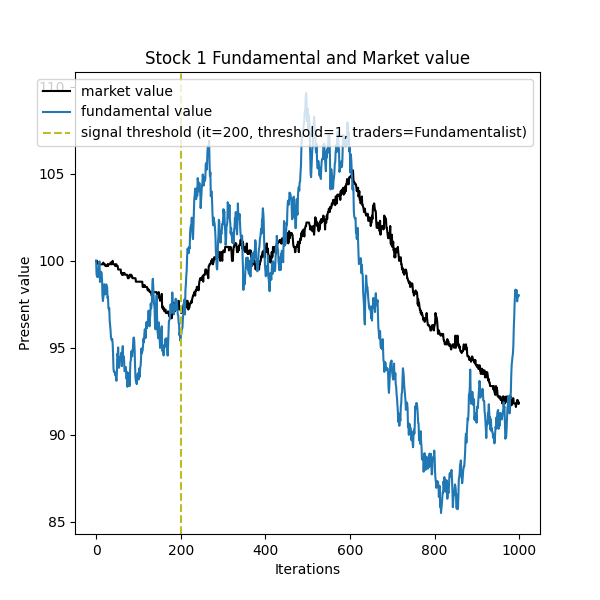 Stock 1 Fundamental and Market value
market value
fundamental value
signal threshold (it=200, threshold=1, traders=Fundamentalist)
110
105
100
95
90
85
Present value
0 200 400 600 800 1000
Iterations